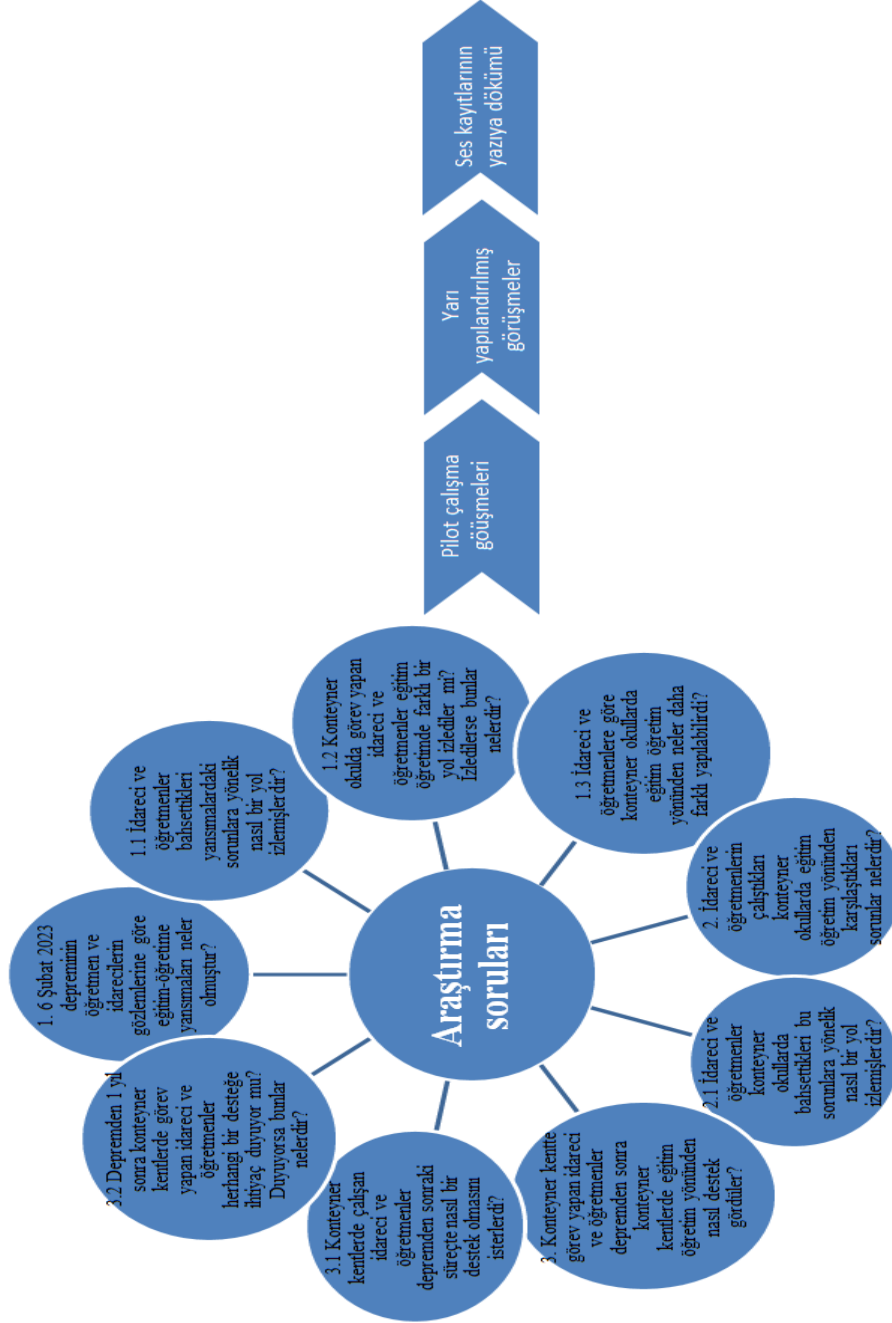 Araştırma
soruları
1. 6 Şubat 2023
depreminin
öğretmen ve
idarecilerin
gözlemlerine göre
eğitim-öğretime
yansımaları neler
olmuştur?
1.1 İdareci ve
öğretmenler
bahsettikleri
yansımalardaki
sorunlara yönelik
nasıl bir yol
izlemişlerdir?
1.2 Konteyner
okulda görev yapan
idareci ve
öğretmenler eğitim
öğretimde farklı bir
yol izlediler mi?
İzledilerse bunlar
nelerdir?
1.3 İdareci ve
öğretmenlere göre
konteyner okullarda
eğitim öğretim
yönünden neler daha
farklı yapılabilirdi?
2. İdareci ve
öğretmenlerin
çalıştıkları
konteyner
okullarda eğitim
öğretim yönünden
karşılaştıkları
sorunlar nelerdir?
2.1 İdareci ve
öğretmenler
konteyner
okullarda
bahsettikleri bu
sorunlara yönelik
nasıl bir yol
izlemişlerdir?
3. Konteyner kentte
görev yapan idareci
ve öğretmenler
depremden sonra
konteyner
kentlerde eğitim
öğretim yönünden
nasıl destek
gördüler?
3.1 Konteyner
kentlerde çalışan
idareci ve
öğretmenler
depremden sonraki
süreçte nasıl bir
destek olmasını
isterlerdi?
3.2 Depremden 1 yıl
sonra konteyner
kentlerde görev
yapan idareci ve
öğretmenler
herhangi bir desteğe
ihtiyaç duyuyor mu?
Duyuyorsa bunlar
nelerdir?
Pilot çalışma
göüşmeleri
Yarı
yapılandırılmış
görüşmeler
Ses kayıtlarının
yazıya dökümü